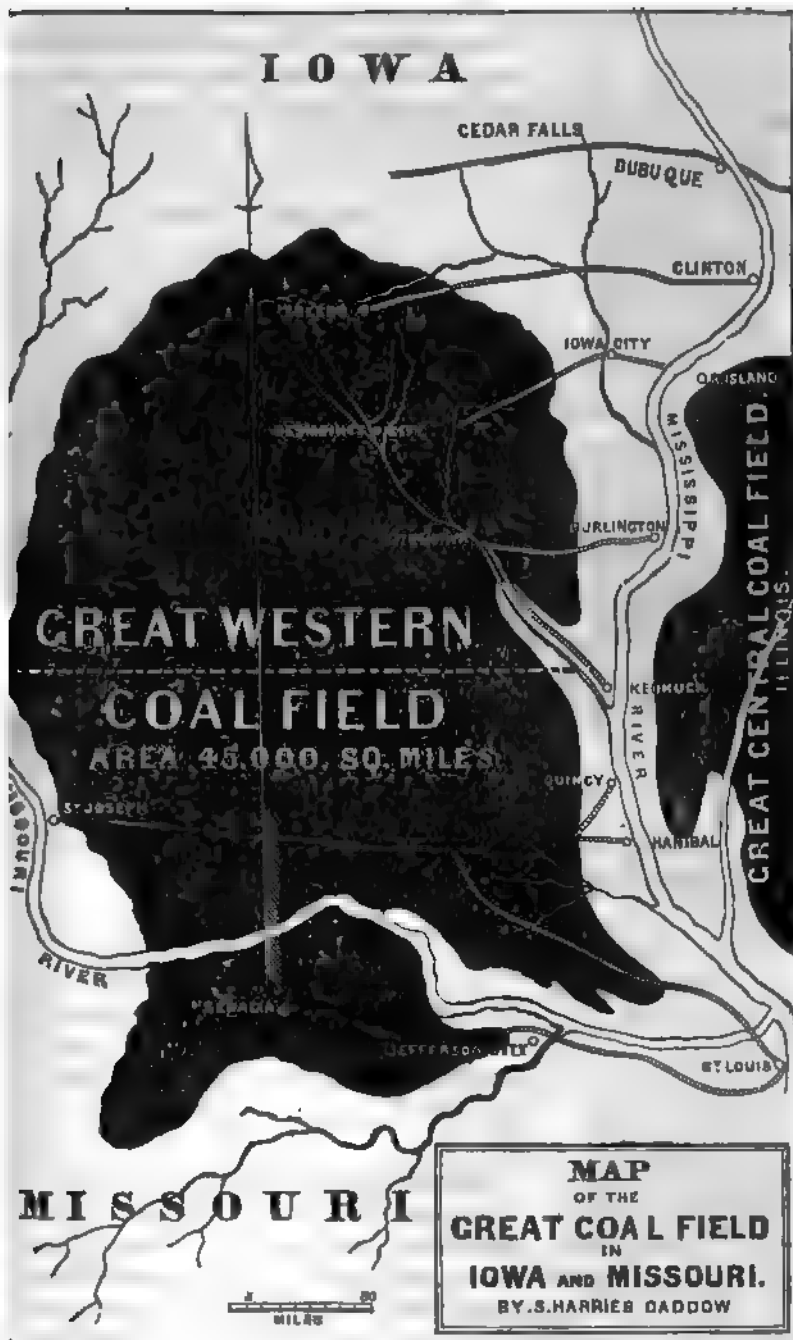 IOWA
CEDAR FALLS
DUBUQUE
CLINTON
IOWA CITY
ISLAND
MISSISSIPPI
RIVER
BURLINGTON
GREAT CENTRAL COAL FIELD.
ILLINOIS.
GREAT WESTERN
COAL FIELD
AREA 45,000. SQ. MILES
KEOKUCK
QUINCY
HANIBAL
ST JOSEPH
MISSOURI
RIVER
SEDALIA
JEFFERSON CITY
ST. LOUIS
MISSOURI
MILES
MAP
OF THE
GREAT COAL FIELD
IN
IOWA AND MISSOURI.
BY. S. HARRIES DADDOW